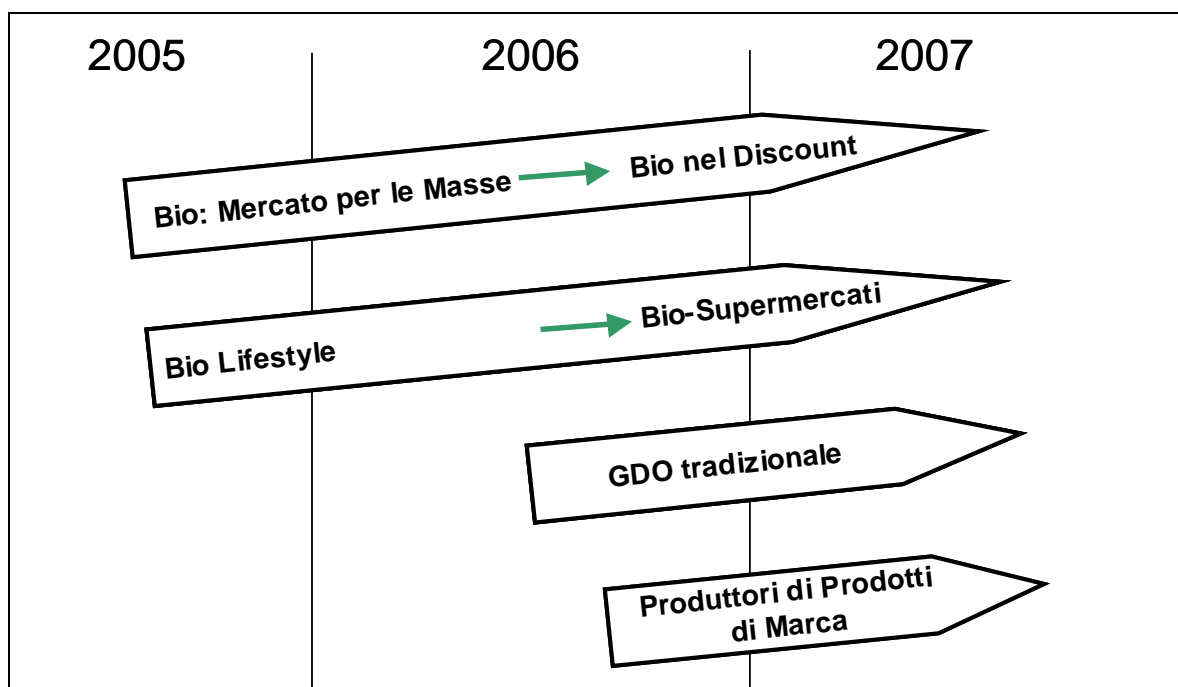 2005 2006 2007
Bio: Mercato per le Masse Bio nel Discount
Bio Lifestyle Bio-Supermercati
GDO tradizionale
Produttori di Prodotti
di Marca